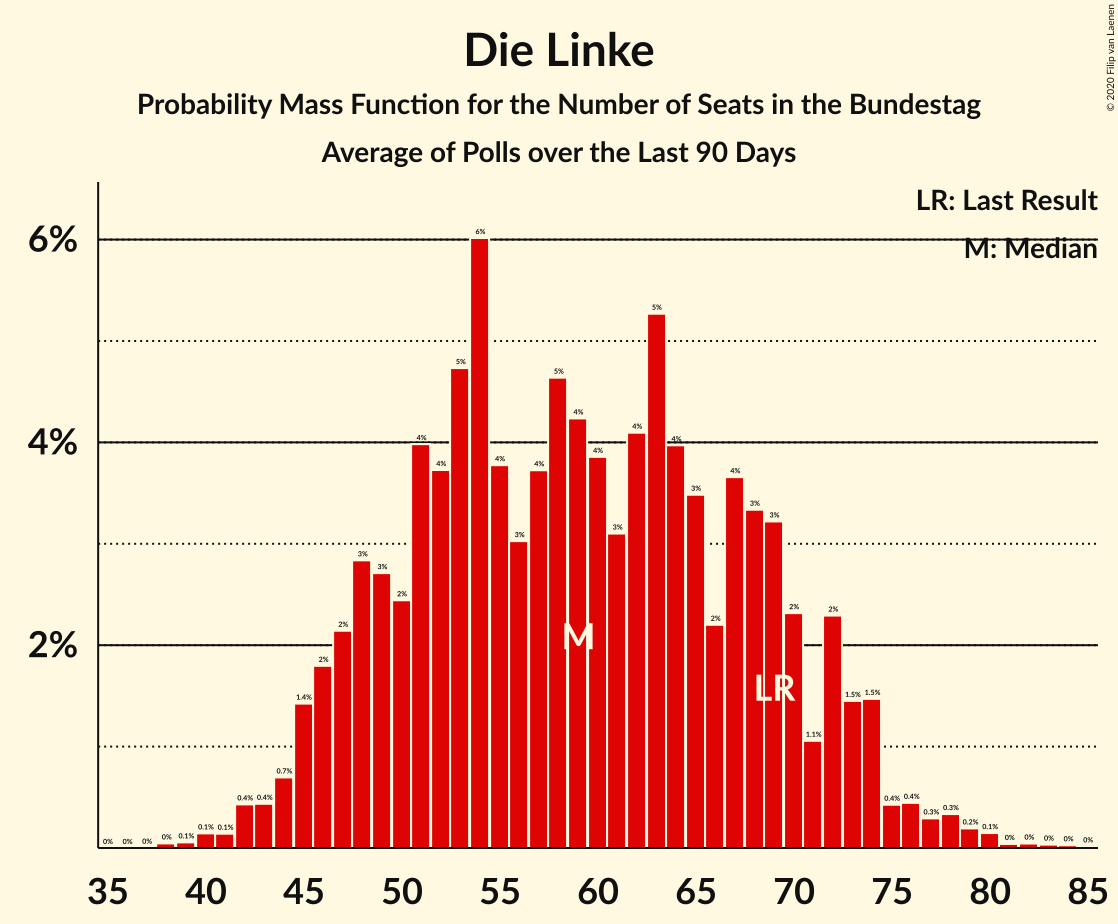 Die Linke
Probability Mass Function for the Number of Seats in the Bundestag
Average of Polls over the Last 90 Days
© 2020 Filip van Laenen
LR: Last Result
M: Median
6%
4%
2%
0% 0% 0% 0% 0.1% 0.1% 0.1% 0.4% 0.4% 0.7% 1.4% 2% 2% 3% 3% 2% 4% 4% 5% 6% 4% 3% 4% 5% 4% 4% 3% 4% 5% 4% 3% 2% 4% 3% 3% 2% 1.1% 2% 1.5% 1.5% 0.4% 0.4% 0.3% 0.3% 0.2% 0.1% 0% 0% 0% 0% 0%
M
LR
35 40 45 50 55 60 65 70 75 80 85